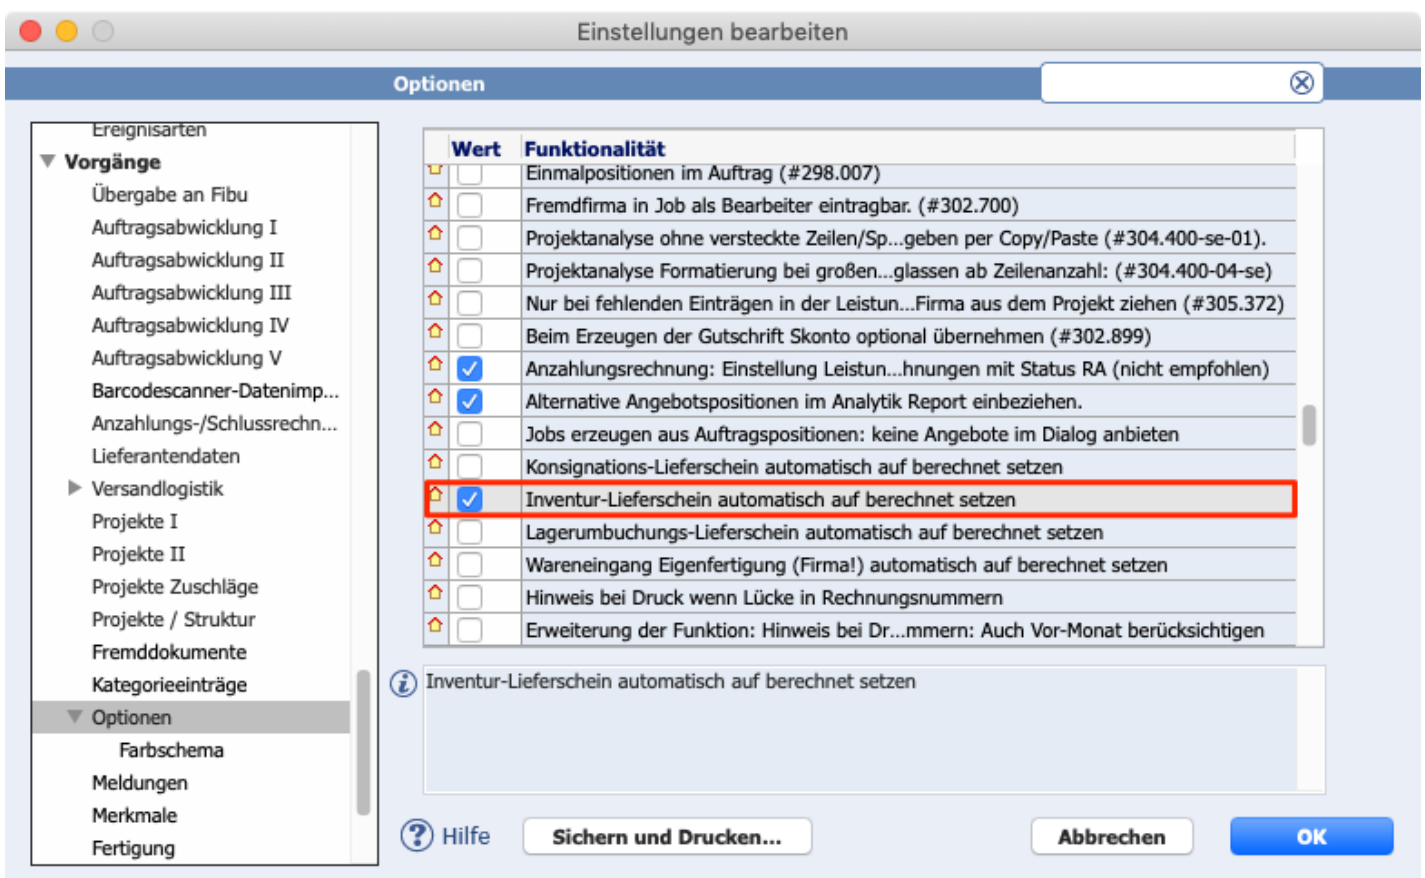 Einstellungen bearbeiten
Optionen
Ereignisarten
Vorgänge
Übergabe an Fibu
Auftragsabwicklung I
Auftragsabwicklung II
Auftragsabwicklung III
Auftragsabwicklung IV
Auftragsabwicklung V
Barcodescanner-Datenimp...
Anzahlungs-/Schlussrechn...
Lieferantendaten
Versandlogistik
Projekte I
Projekte II
Projekte Zuschläge
Projekte / Struktur
Fremddokumente
Kategorieeinträge
Optionen
Farbschema
Meldungen
Merkmale
Fertigung
Wert Funktionalität
Einmalpositionen im Auftrag (#298.007)
Fremdfirma in Job als Bearbeiter eintragbar. (#302.700)
Projektanalyse ohne versteckte Zeilen/Sp...geben per Copy/Paste (#304.400-se-01).
Projektanalyse Formatierung bei großen...glassen ab Zeilenanzahl: (#304.400-04-se)
Nur bei fehlenden Einträgen in der Leistun...Firma aus dem Projekt ziehen (#305.372)
Beim Erzeugen der Gutschrift Skonto optional übernehmen (#302.899)
Anzahlungsrechnung: Einstellung Leistun...hnungen mit Status RA (nicht empfohlen)
Alternative Angebotspositionen im Analytik Report einbeziehen.
Jobs erzeugen aus Auftragspositionen: keine Angebote im Dialog anbieten
Konsignations-Lieferschein automatisch auf berechnet setzen
Inventur-Lieferschein automatisch auf berechnet setzen
Lagerumbuchungs-Lieferschein automatisch auf berechnet setzen
Wareneingang Eigenfertigung (Firma!) automatisch auf berechnet setzen
Hinweis bei Druck wenn Lücke in Rechnungsnummern
Erweiterung der Funktion: Hinweis bei Dr...mmern: Auch Vor-Monat berücksichtigen
Inventur-Lieferschein automatisch auf berechnet setzen
Hilfe
Sichern und Drucken...
Abbrechen
OK